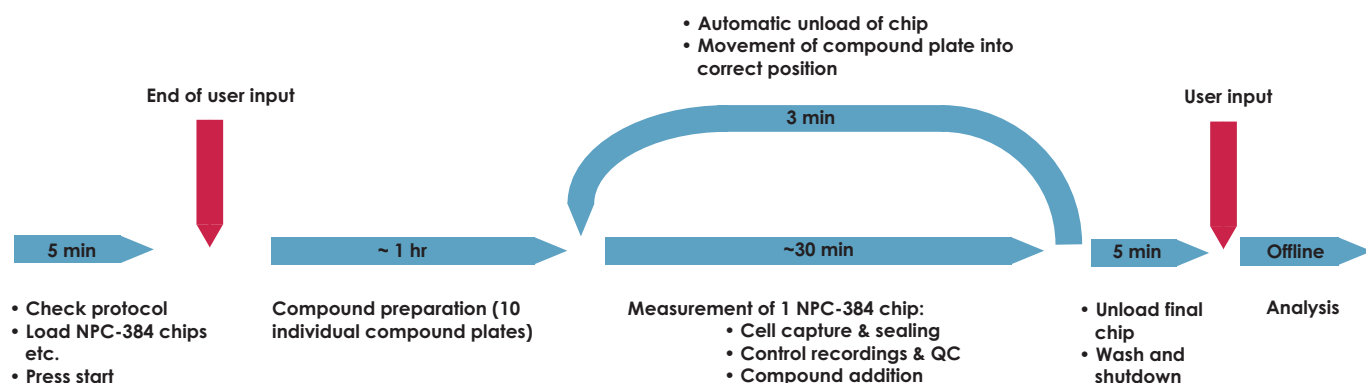 • Automatic unload of chip
• Movement of compound plate into
correct position
End of user input
User input
3 min
5 min
~ 1 hr
~30 min
5 min
Offline
• Check protocol
• Load NPC-384 chips
etc.
• Press start
Compound preparation (10
individual compound plates)
Measurement of 1 NPC-384 chip:
• Cell capture & sealing
• Control recordings & QC
• Compound addition
• Unload final
chip
• Wash and
shutdown
Analysis